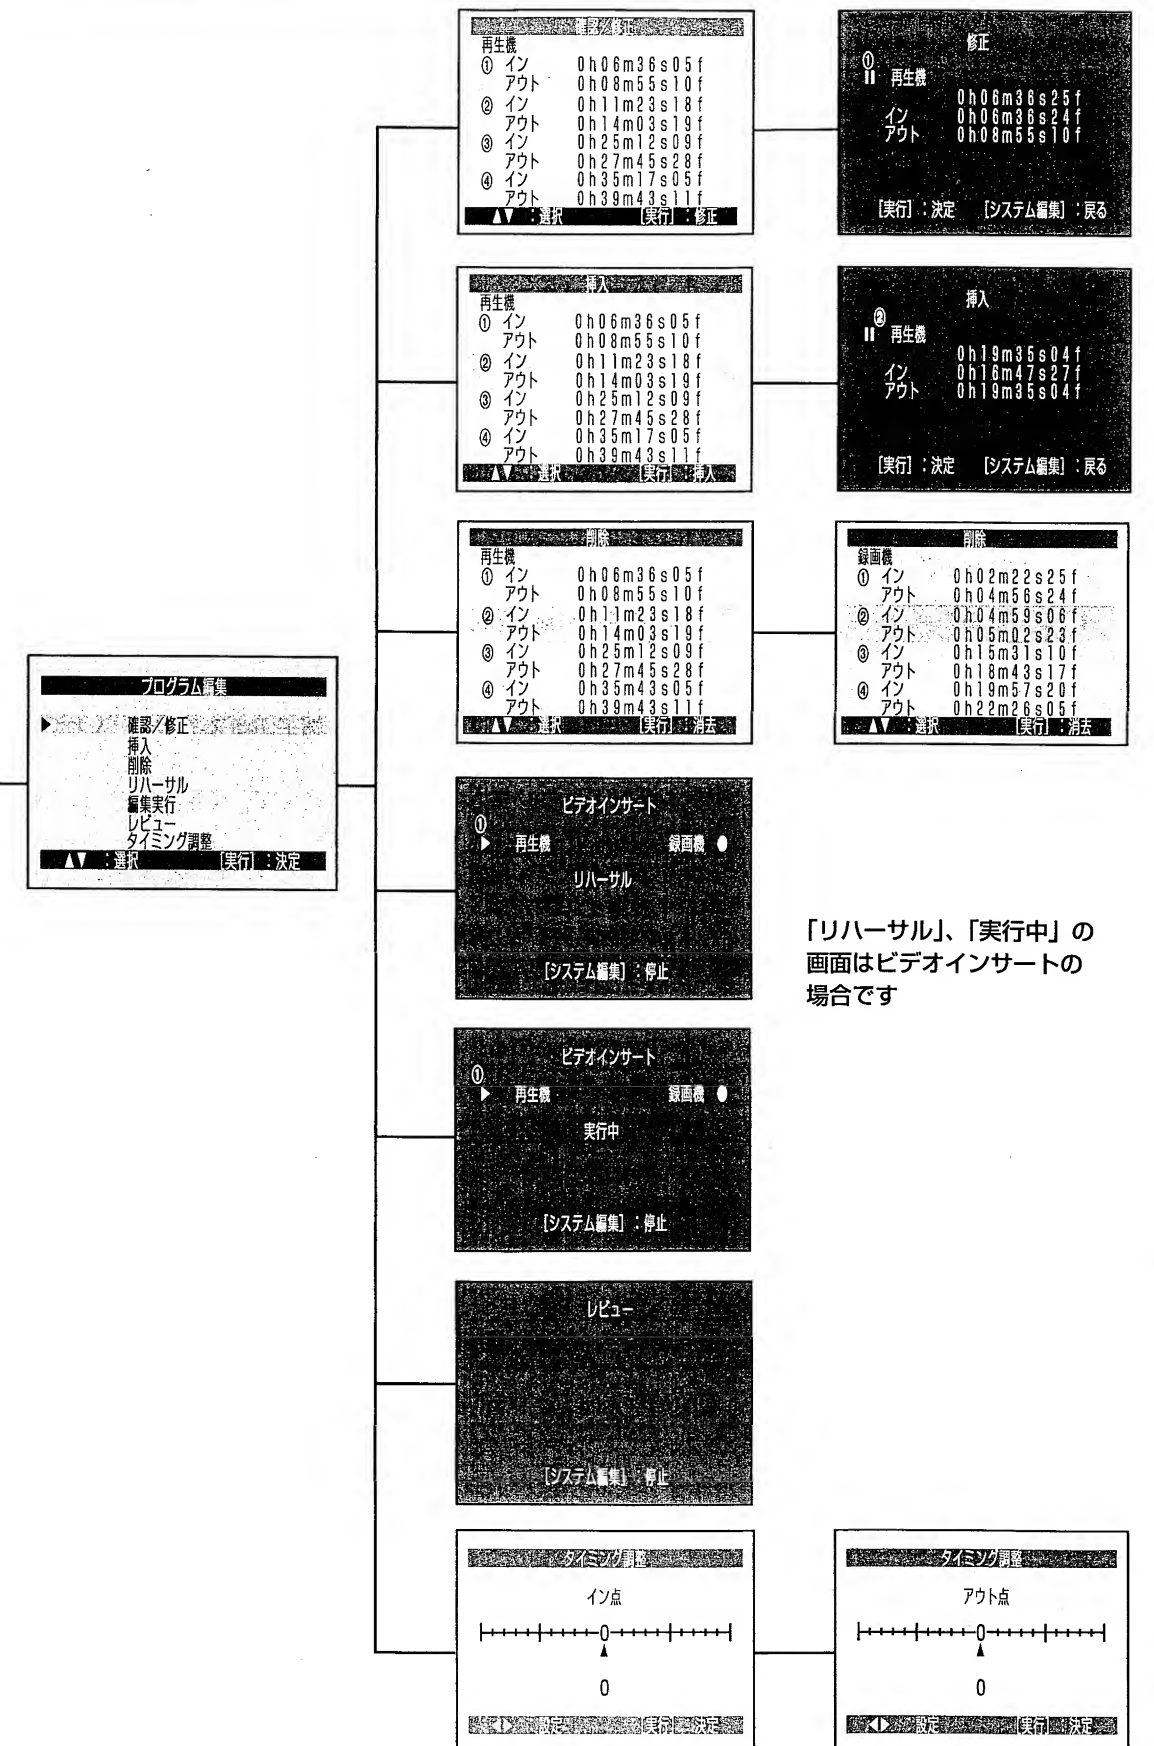 確認／修正
再生機
① イン 0h06m36s05f
アウト 0h08m55s10f
② イン 0h11m23s18f
アウト 0h14m03s19f
③ イン 0h25m12s09f
アウト 0h27m45s28f
④ イン 0h35m17s05f
アウト 0h39m43s11f
▲▼ :選択 [実行] :修正
修正
①
II 再生機
0h06m36s25f
イン 0h06m36s24f
アウト 0h08m55s10f
[実行] :決定 [システム編集] :戻る
挿入
再生機
① イン 0h06m36s05f
アウト 0h08m55s10f
② イン 0h11m23s18f
アウト 0h14m03s19f
③ イン 0h25m12s09f
アウト 0h27m45s28f
④ イン 0h35m17s05f
アウト 0h39m43s11f
▲▼ :選択 [実行] :挿入
挿入
②
II 再生機
0h19m35s04f
イン 0h16m47s27f
アウト 0h19m35s04f
[実行] :決定 [システム編集] :戻る
削除
再生機
① イン 0h06m36s05f
アウト 0h08m55s10f
② イン 0h11m23s18f
アウト 0h14m03s19f
③ イン 0h25m12s09f
アウト 0h27m45s28f
④ イン 0h35m43s05f
アウト 0h39m43s11f
▲▼ :選択 [実行] :消去
削除
録画機
① イン 0h02m22s25f
アウト 0h04m56s24f
② イン 0h04m59s06f
アウト 0h05m02s23f
③ イン 0h15m31s10f
アウト 0h18m43s17f
④ イン 0h19m57s20f
アウト 0h22m26s05f
▲▼ :選択 [実行] :消去
プログラム編集
▶ 確認／修正
挿入
削除
リハーサル
編集実行
レビュー
タイミング調整
▲▼ :選択 [実行] :決定
ビデオインサート
①
▶ 再生機 録画機 ●
リハーサル
[システム編集] :停止
「リハーサル」、「実行中」の
画面はビデオインサートの
場合です
ビデオインサート
①
▶ 再生機 録画機 ●
実行中
[システム編集] :停止
レビュー
[システム編集] :停止
タイミング調整
イン点
0
0
◀▶ :設定 [実行] :決定
タイミング調整
アウト点
0
0
◀▶ :設定 [実行] :決定